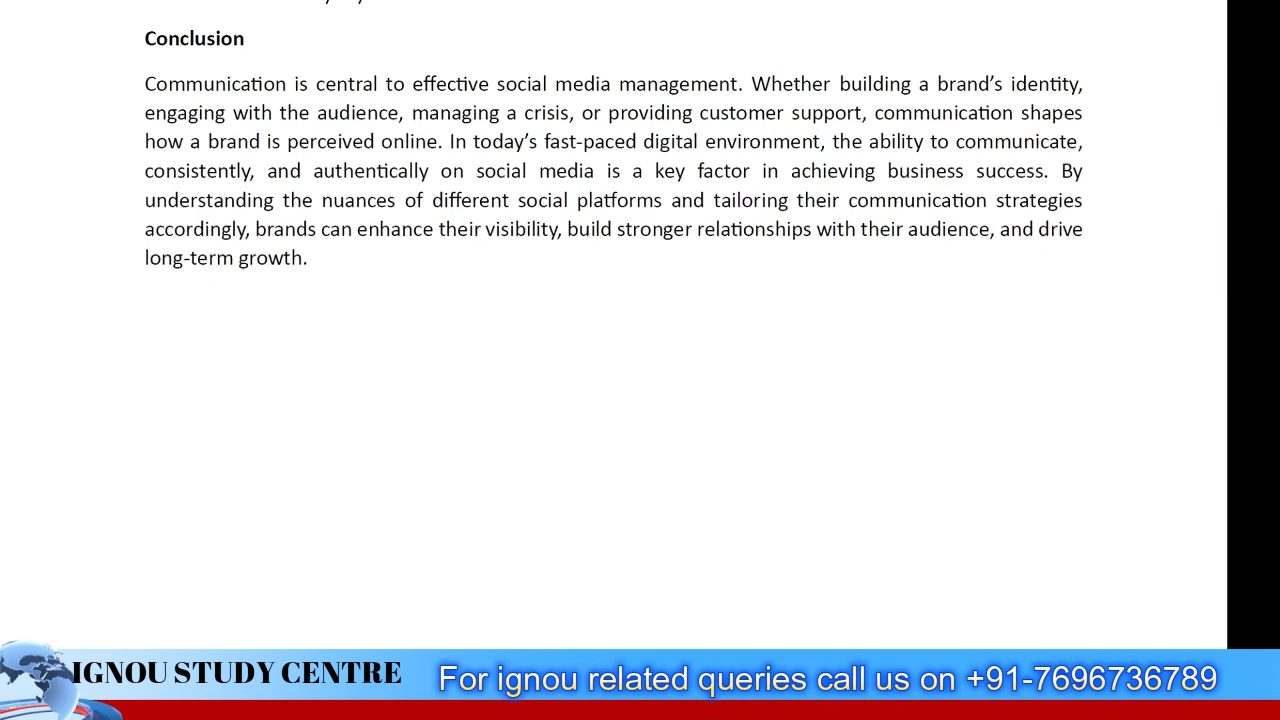 Conclusion
Communication is central to effective social media management. Whether building a brand’s identity,
engaging with the audience, managing a crisis, or providing customer support, communication shapes
how a brand is perceived online. In today’s fast-paced digital environment, the ability to communicate,
consistently, and authentically on social media is a key factor in achieving business success. By
understanding the nuances of different social platforms and tailoring their communication strategies
accordingly, brands can enhance their visibility, build stronger relationships with their audience, and drive
long-term growth.
IGNOU STUDY CENTRE
For ignou related queries call us on +91-7696736789